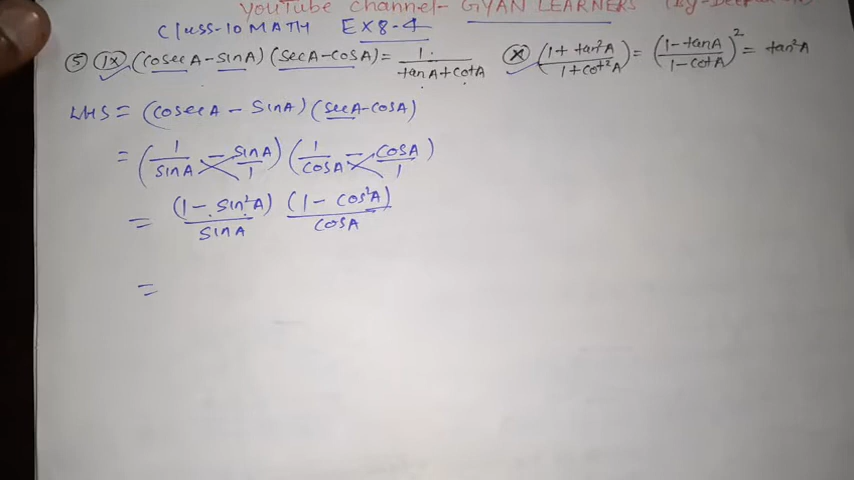 YouTube channel- GYAN LEARNERS (By-Deepa
Class-10 MATH EX 8-4
⑤ (ix) (cosecA-sinA)(secA-cosA) = 1/(tanA+cotA) (x) (1+tan²A/1+cot²A) = (1-tanA/1-cotA)² = tan²A
LHS = (cosecA - sinA)(secA-cosA)
= (1/sinA - sinA/1)(1/cosA - cosA/1)
= (1-sin²A)/sinA (1-cos²A)/cosA
=